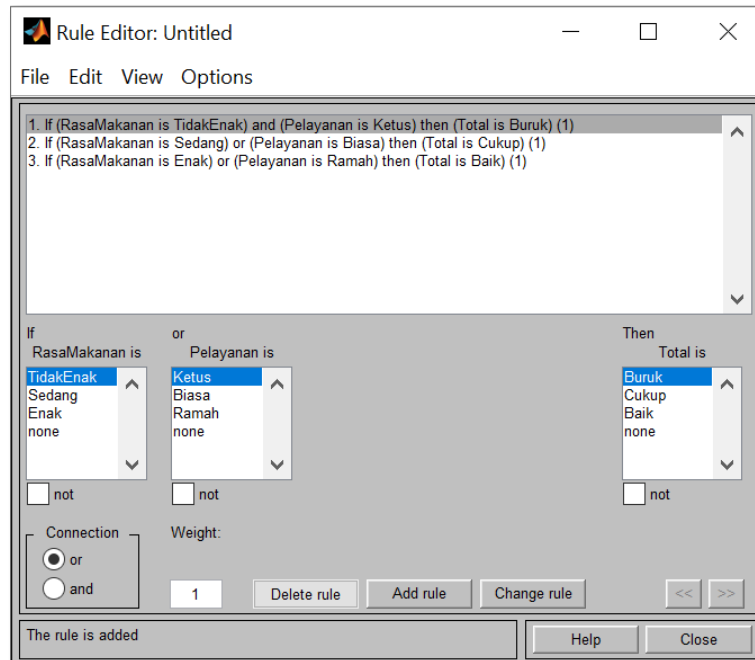 Rule Editor: Untitled
File Edit View Options
1. If (RasaMakanan is TidakEnak) and (Pelayanan is Ketus) then (Total is Buruk) (1)
2. If (RasaMakanan is Sedang) or (Pelayanan is Biasa) then (Total is Cukup) (1)
3. If (RasaMakanan is Enak) or (Pelayanan is Ramah) then (Total is Baik) (1)
If or Then
RasaMakanan is Pelayanan is Total is
TidakEnak Ketus Buruk
Sedang Biasa Cukup
Enak Ramah Baik
none none none
not not not
Connection Weight:
or
and 1 Delete rule Add rule Change rule << >>
The rule is added Help Close